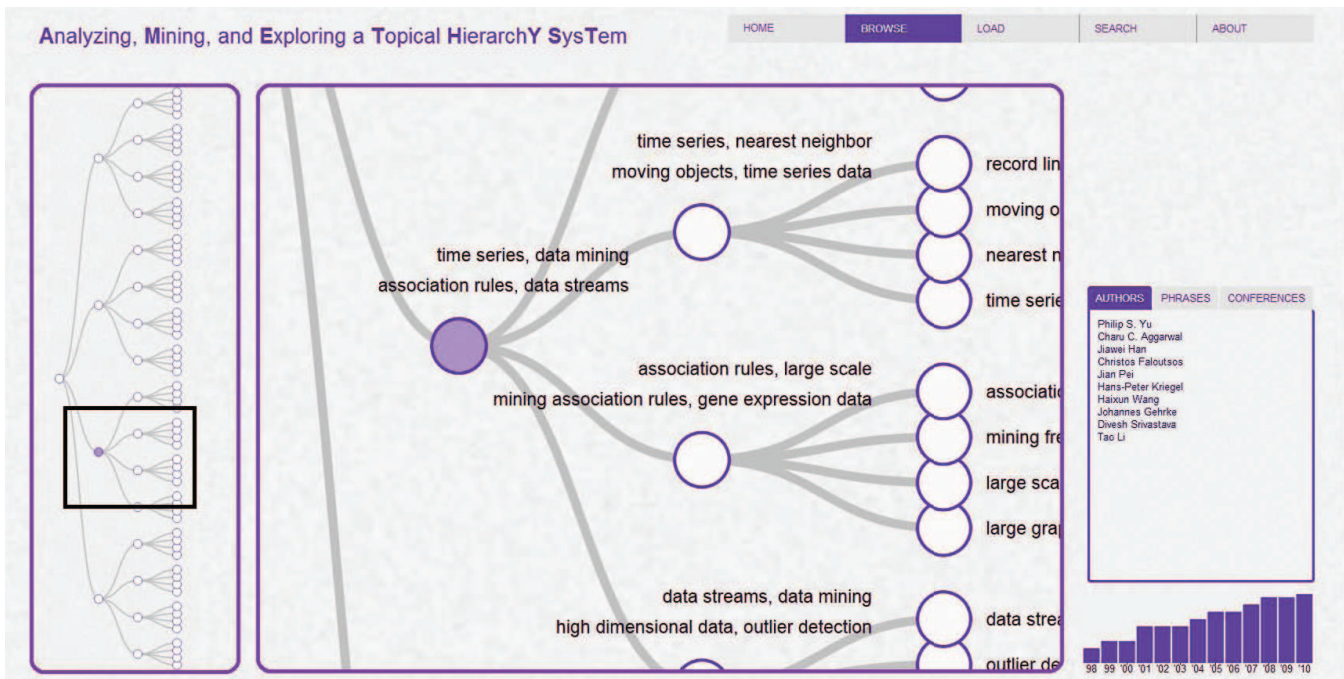 Analyzing, Mining, and Exploring a Topical HierarchY SysTem
HOME
BROWSE
LOAD
SEARCH
ABOUT
time series, nearest neighbor
moving objects, time series data
record lin
moving o
nearest n
time serie
time series, data mining
association rules, data streams
association rules, large scale
mining association rules, gene expression data
associatio
mining fre
large sca
large grap
data streams, data mining
high dimensional data, outlier detection
data strea
outlier de
AUTHORS
PHRASES
CONFERENCES
Philip S. Yu
Charu C. Aggarwal
Jiawei Han
Christos Faloutsos
Jian Pei
Hans-Peter Kriegel
Haixun Wang
Johannes Gehrke
Divesh Srivastava
Tao Li
'98 '99 '00 '01 '02 '03 '04 '05 '06 '07 '08 '09 '10